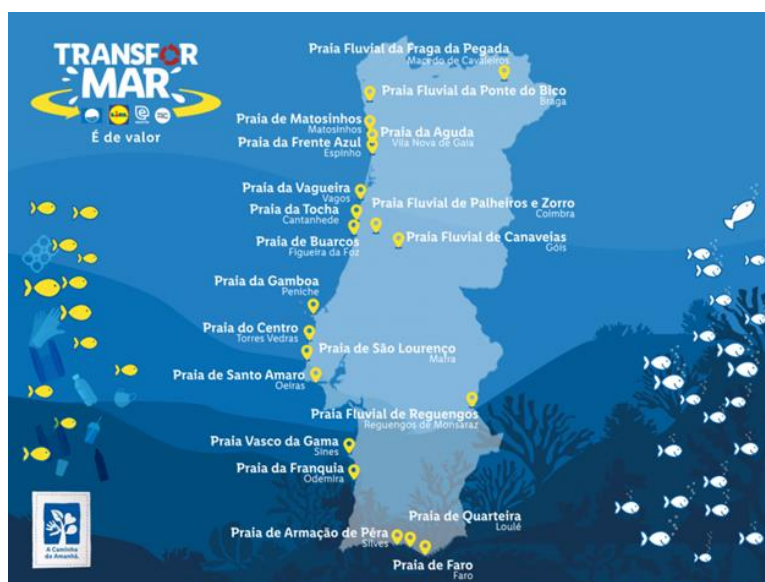 TRANSFOR
MAR
É de valor
Praia Fluvial da Fraga da Pegada
Macedo de Cavaleiros
Praia Fluvial da Ponte do Bico
Braga
Praia de Matosinhos
Matosinhos
Praia da Aguda
Vila Nova de Gaia
Praia da Frente Azul
Espinho
Praia da Vagueira
Vagos
Praia Fluvial de Palheiros e Zorro
Coimbra
Praia da Tocha
Cantanhede
Praia de Buarcos
Figueira da Foz
Praia Fluvial de Canaveias
Góis
Praia da Gamboa
Peniche
Praia do Centro
Torres Vedras
Praia de São Lourenço
Mafra
Praia de Santo Amaro
Oeiras
Praia Fluvial de Reguengos
Reguengos de Monsaraz
Praia Vasco da Gama
Sines
Praia da Franquia
Odemira
Praia de Quarteira
Loulé
Praia de Armação de Péra
Silves
Praia de Faro
Faro
A Caminho
do Amanhã.